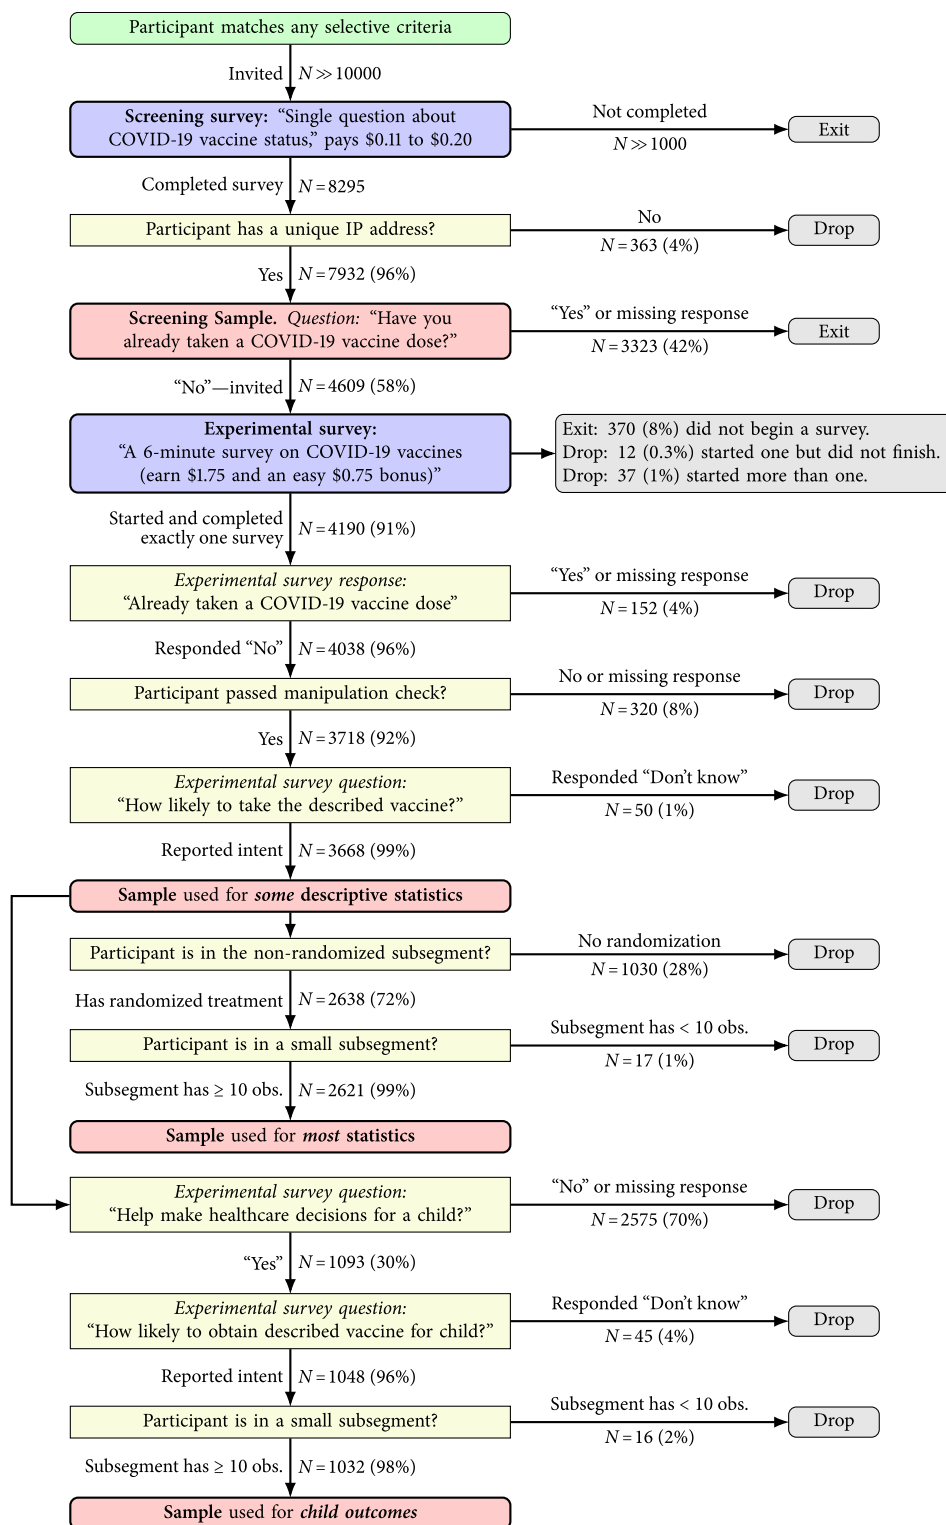 Participant matches any selective criteria
Invited
N ≫ 10000
Screening survey: “Single question about
COVID-19 vaccine status,” pays $0.11 to $0.20
Not completed
N ≫ 1000
Exit
Completed survey
N = 8295
Participant has a unique IP address?
No
N = 363 (4%)
Drop
Yes
N = 7932 (96%)
Screening Sample. Question: “Have you
already taken a COVID-19 vaccine dose?”
“Yes” or missing response
N = 3323 (42%)
Exit
“No”—invited
N = 4609 (58%)
Experimental survey:
“A 6-minute survey on COVID-19 vaccines
(earn $1.75 and an easy $0.75 bonus)”
Exit: 370 (8%) did not begin a survey.
Drop: 12 (0.3%) started one but did not finish.
Drop: 37 (1%) started more than one.
Started and completed
exactly one survey
N = 4190 (91%)
Experimental survey response:
“Already taken a COVID-19 vaccine dose”
“Yes” or missing response
N = 152 (4%)
Drop
Responded “No”
N = 4038 (96%)
Participant passed manipulation check?
No or missing response
N = 320 (8%)
Drop
Yes
N = 3718 (92%)
Experimental survey question:
“How likely to take the described vaccine?”
Responded “Don’t know”
N = 50 (1%)
Drop
Reported intent
N = 3668 (99%)
Sample used for some descriptive statistics
Participant is in the non-randomized subsegment?
No randomization
N = 1030 (28%)
Drop
Has randomized treatment
N = 2638 (72%)
Participant is in a small subsegment?
Subsegment has < 10 obs.
N = 17 (1%)
Drop
Subsegment has ≥ 10 obs.
N = 2621 (99%)
Sample used for most statistics
Experimental survey question:
“Help make healthcare decisions for a child?”
“No” or missing response
N = 2575 (70%)
Drop
“Yes”
N = 1093 (30%)
Experimental survey question:
“How likely to obtain described vaccine for child?”
Responded “Don’t know”
N = 45 (4%)
Drop
Reported intent
N = 1048 (96%)
Participant is in a small subsegment?
Subsegment has < 10 obs.
N = 16 (2%)
Drop
Subsegment has ≥ 10 obs.
N = 1032 (98%)
Sample used for child outcomes